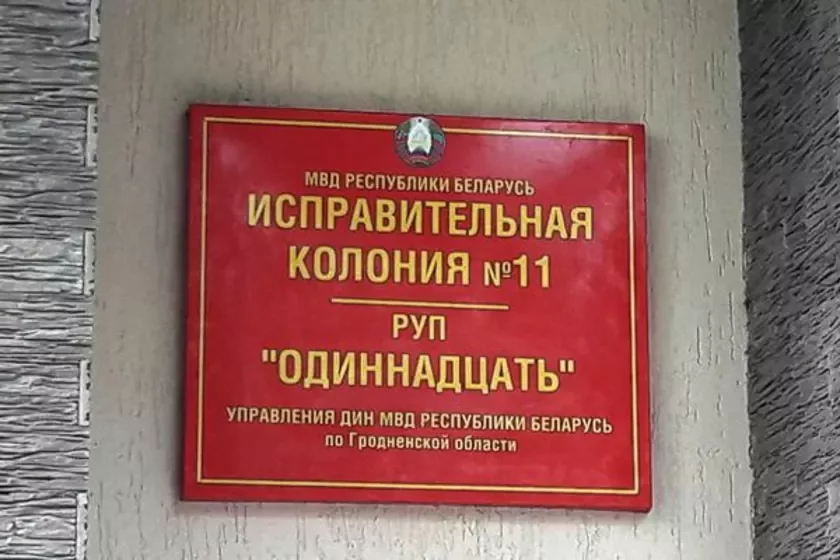 МВД РЕСПУБЛИКИ БЕЛАРУСЬ
ИСПРАВИТЕЛЬНАЯ
КОЛОНИЯ №11
РУП
"ОДИННАДЦАТЬ"
УПРАВЛЕНИЯ ДИН МВД РЕСПУБЛИКИ БЕЛАРУСЬ
по Гродненской области